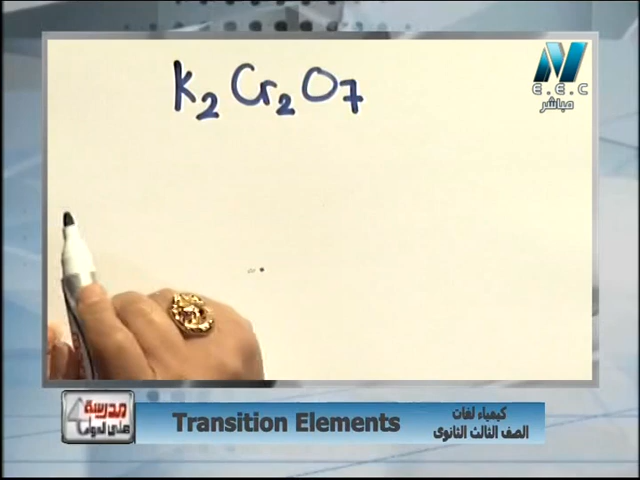 K₂Cr₂O₇
E.E.C
مباشر
مدرسة
على الهوا
Transition Elements
كيمياء لغات
الصف الثالث الثانوى